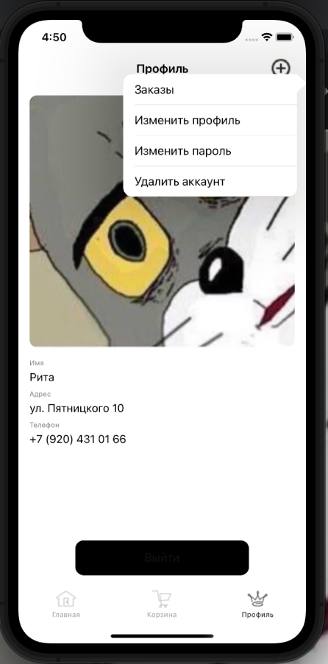 4:50
Профиль
Заказы
Изменить профиль
Изменить пароль
Удалить аккаунт
Имя
Рита
Адрес
ул. Пятницкого 10
Телефон
+7 (920) 431 01 66
Выйти
Главная
Корзина
Профиль